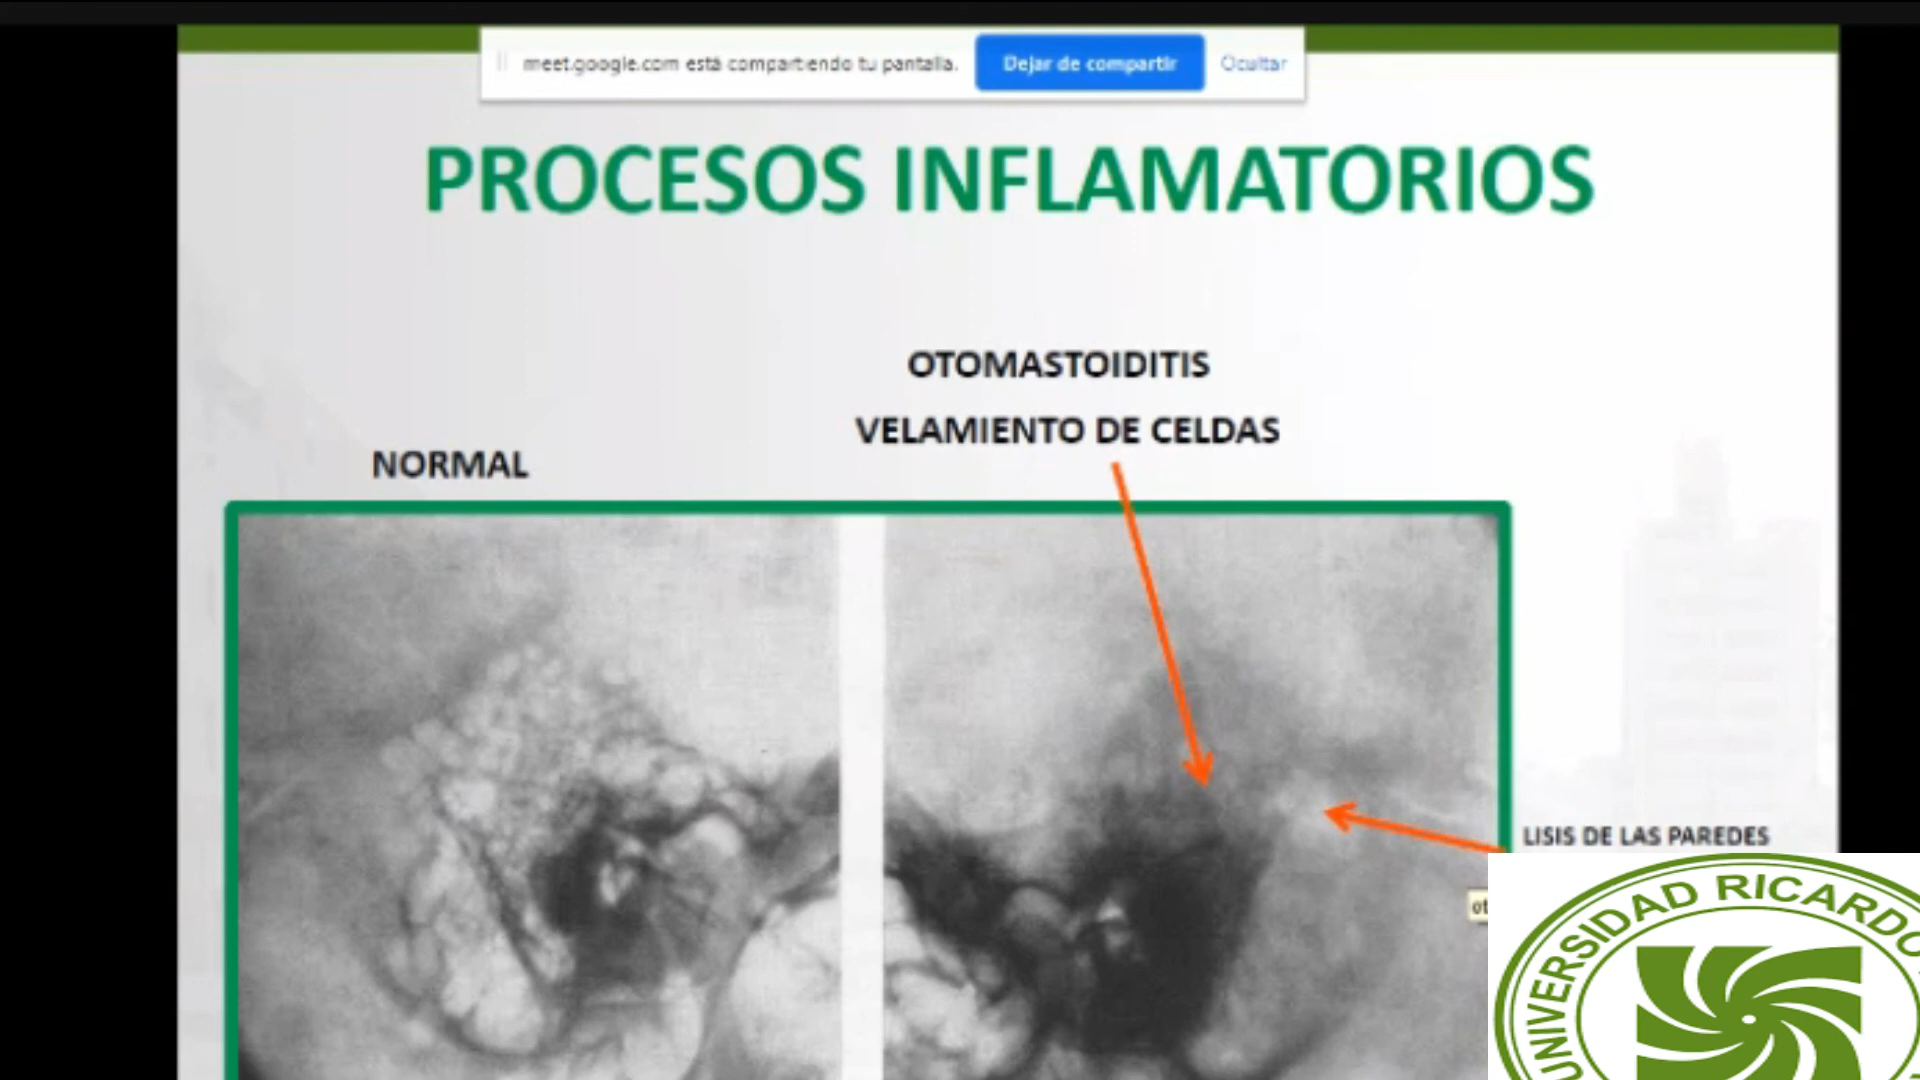 meet.google.com está compartiendo tu pantalla.
Dejar de compartir
Ocultar
PROCESOS INFLAMATORIOS
OTOMASTOIDITIS
VELAMIENTO DE CELDAS
NORMAL
LISIS DE LAS PAREDES
UNIVERSIDAD RICARDO